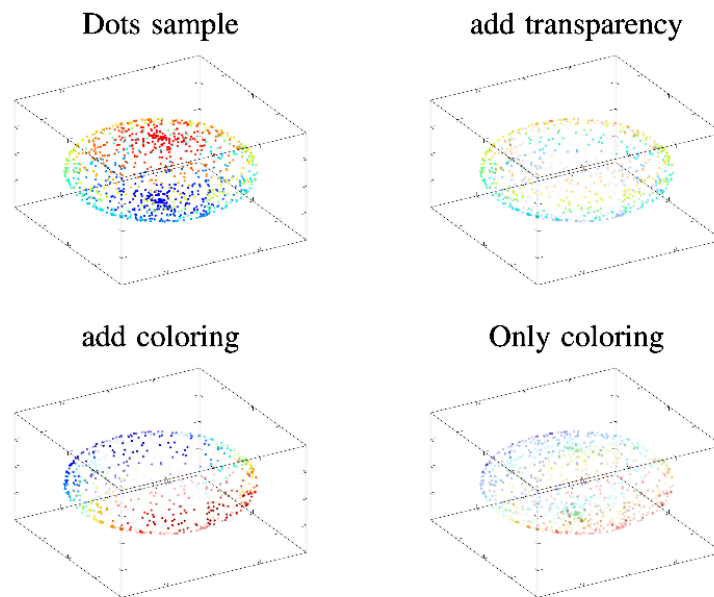 Dots sample
add transparency
add coloring
Only coloring